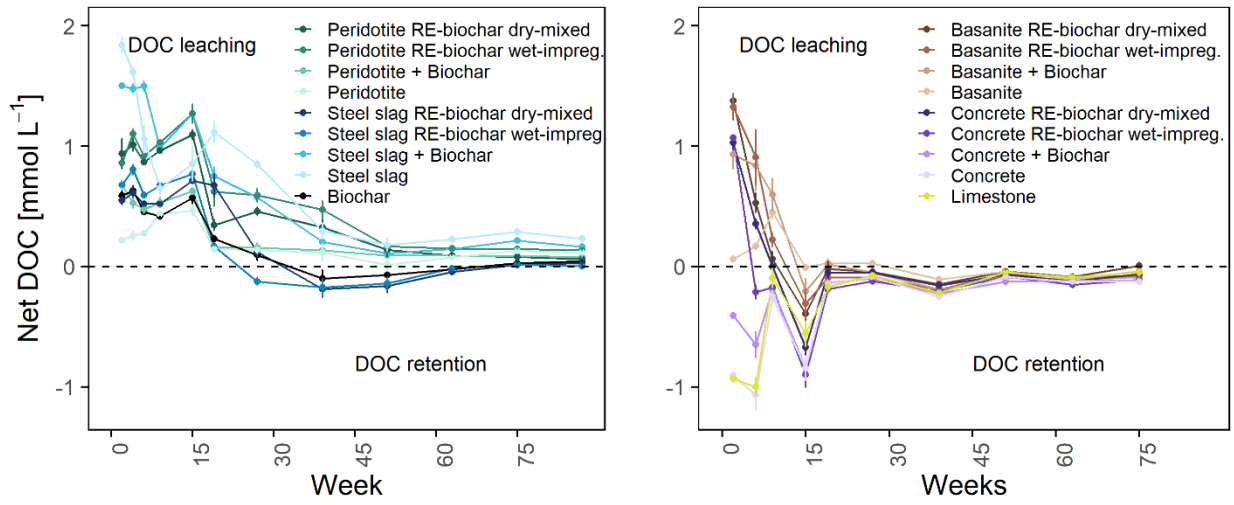 Net DOC [mmol L⁻¹]
2
1
0
-1
DOC leaching
Peridotite RE-biochar dry-mixed
Peridotite RE-biochar wet-impreg.
Peridotite + Biochar
Peridotite
Steel slag RE-biochar dry-mixed
Steel slag RE-biochar wet-impreg.
Steel slag + Biochar
Steel slag
Biochar
DOC retention
0 15 30 45 60 75
Week
2
1
0
-1
DOC leaching
Basanite RE-biochar dry-mixed
Basanite RE-biochar wet-impreg.
Basanite + Biochar
Basanite
Concrete RE-biochar dry-mixed
Concrete RE-biochar wet-impreg.
Concrete + Biochar
Concrete
Limestone
DOC retention
0 15 30 45 60 75
Weeks